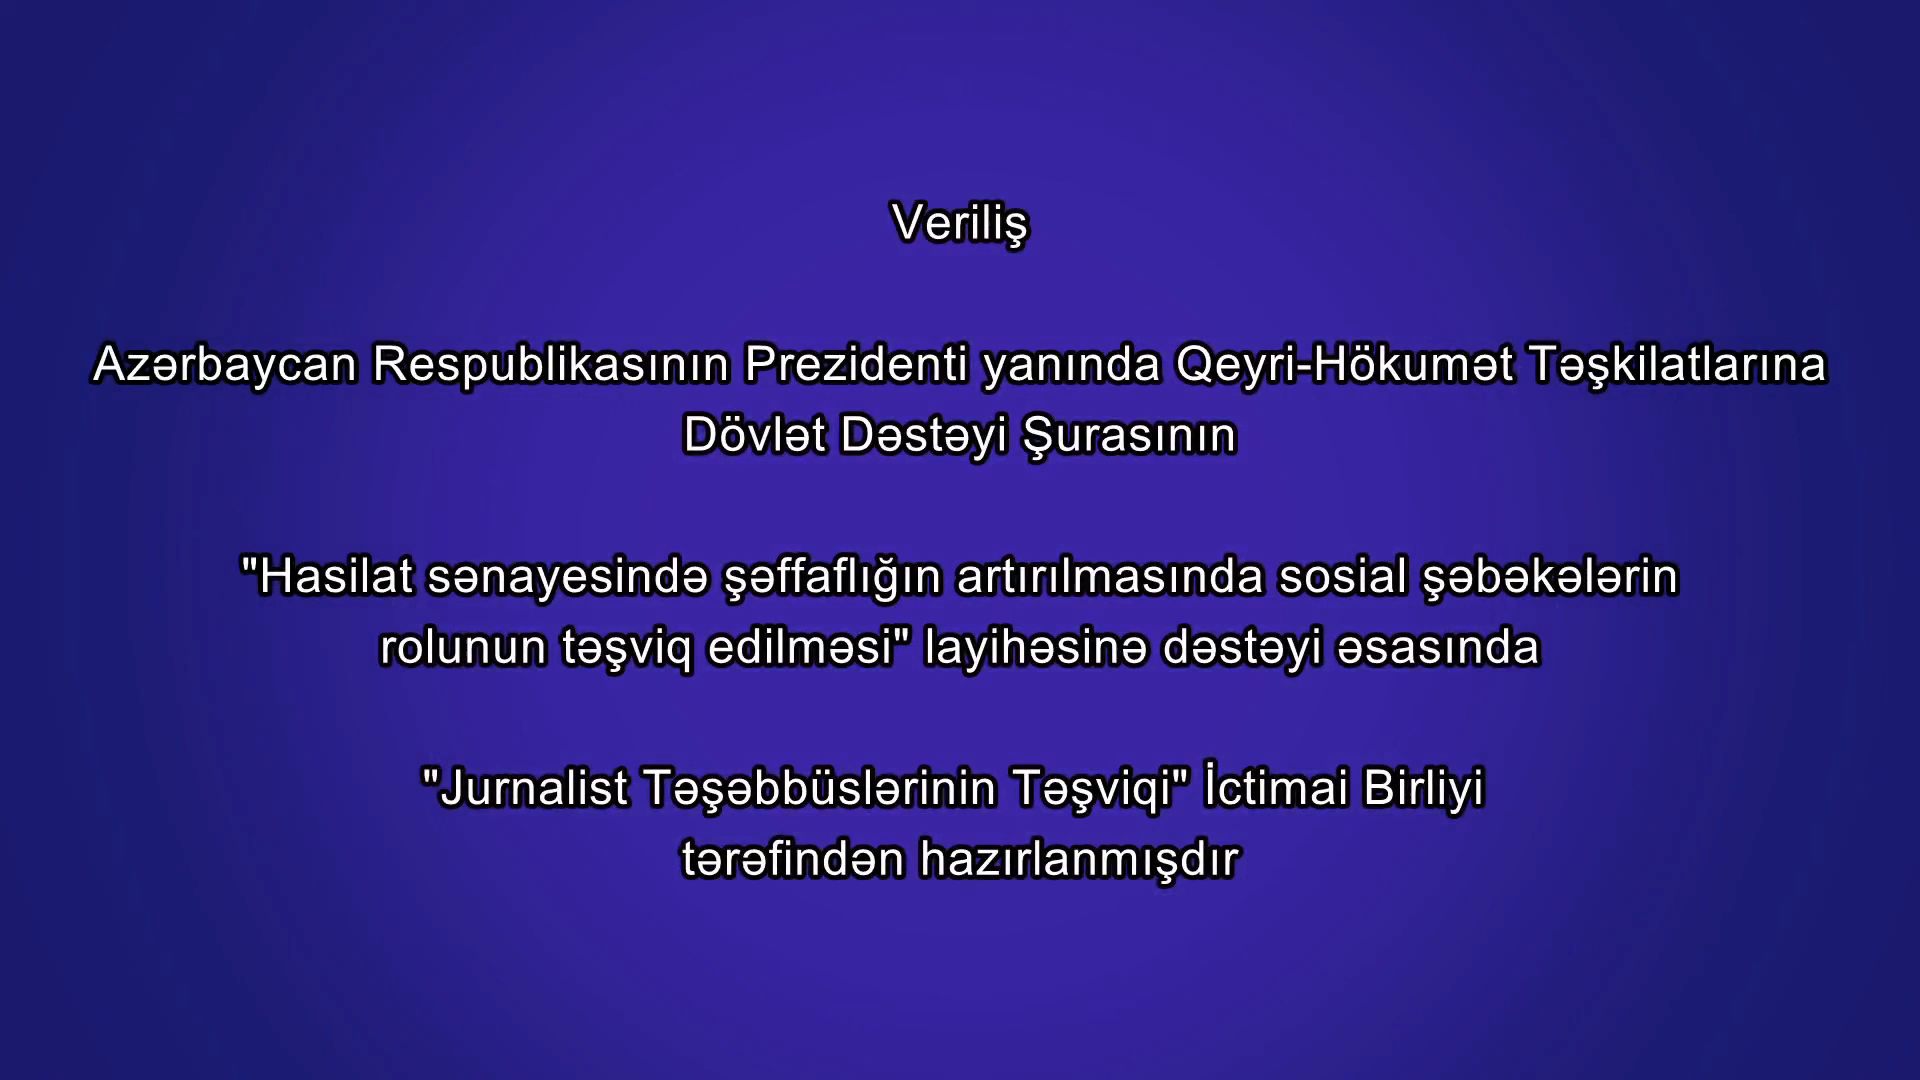 Veriliş
Azərbaycan Respublikasının Prezidenti yanında Qeyri-Hökumət Təşkilatlarına
Dövlət Dəstəyi Şurasının
"Hasilat sənayesində şəffaflığın artırılmasında sosial şəbəkələrin
rolunun təşviq edilməsi" layihəsinə dəstəyi əsasında
"Jurnalist Təşəbbüslərinin Təşviqi" İctimai Birliyi
tərəfindən hazırlanmışdır